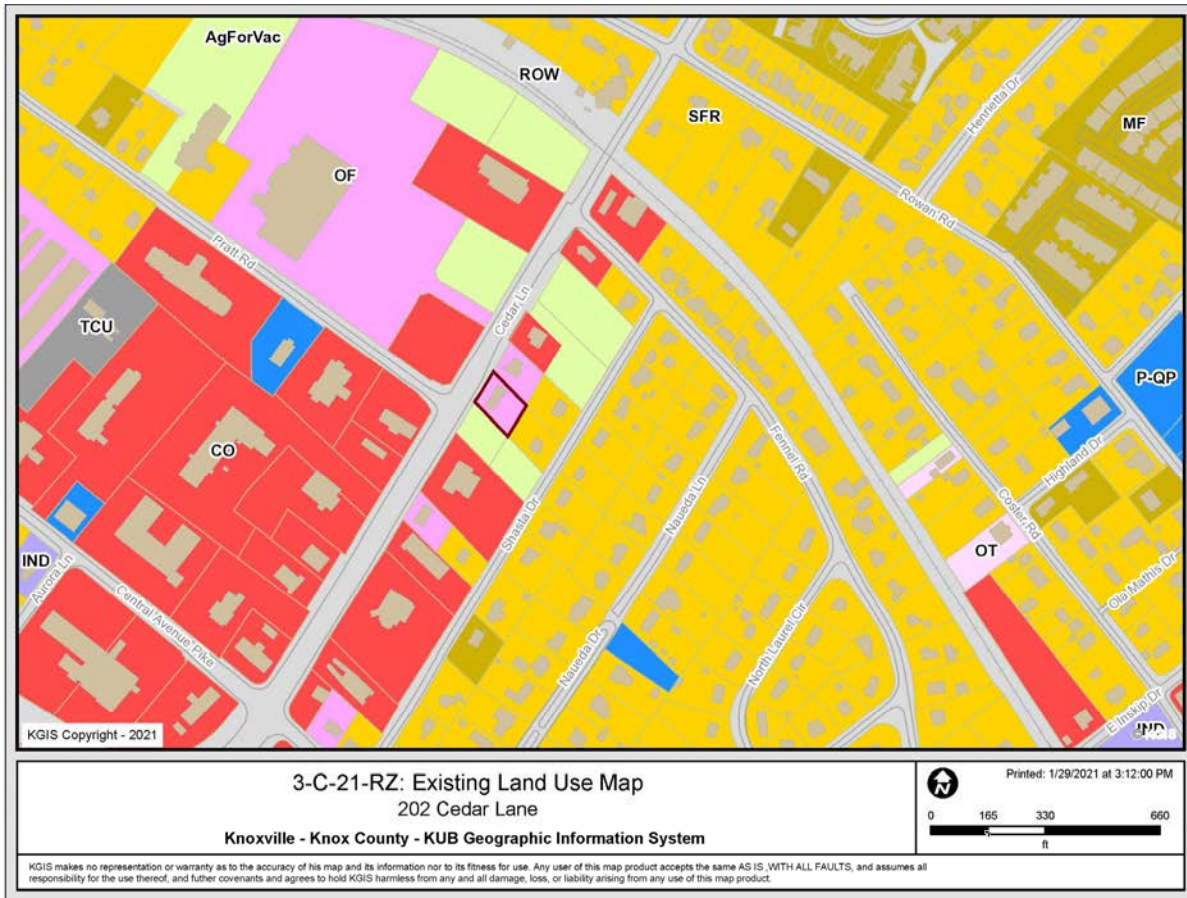 AgForVac
ROW
SFR
Henrietta Dr
MF
OF
Rowan Rd
Pratt Rd
Cedar Ln
TCU
P-QP
CO
Fennel Rd
Highland Dr
Naueda Ln
Shasta Dr
Coster Rd
IND
OT
Aurora Ln
Central Avenue Pike
Ola Mathis Dr
Naueda Dr
North Laurel Cir
E Inskip Dr
IND
KGIS Copyright - 2021
© KGIS
3-C-21-RZ: Existing Land Use Map
202 Cedar Lane
Knoxville - Knox County - KUB Geographic Information System
N
Printed: 1/29/2021 at 3:12:00 PM
0 165 330 660
ft
KGIS makes no representation or warranty as to the accuracy of his map and its information nor to its fitness for use. Any user of this map product accepts the same AS IS ,WITH ALL FAULTS, and assumes all
responsibility for the use thereof, and futher covenants and agrees to hold KGIS harmless from any and all damage, loss, or liability arising from any use of this map product.